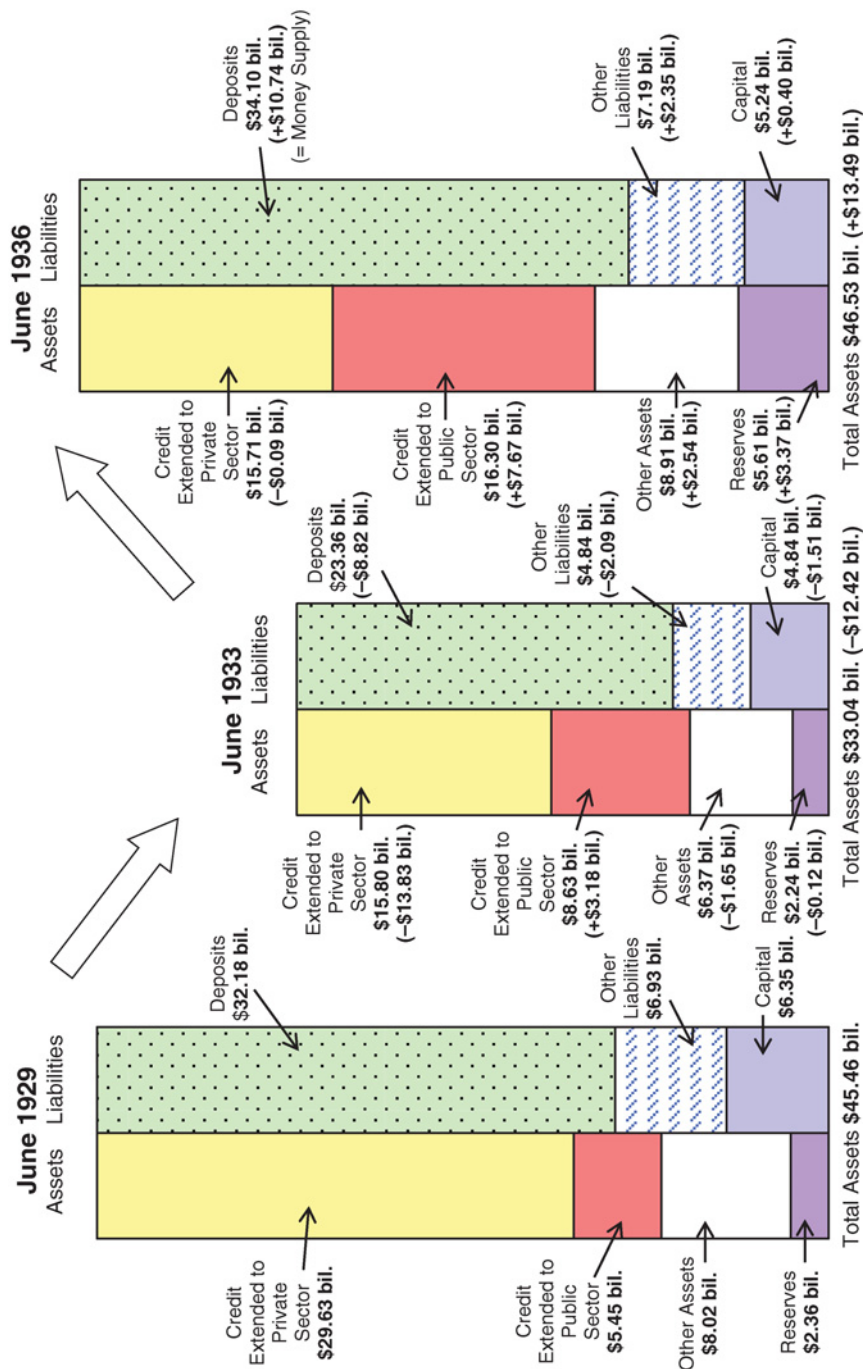 June 1929
Assets
Liabilities
Credit
Extended to
Private
Sector
$29.63 bil.
Credit
Extended to
Public
Sector
$5.45 bil.
Other Assets
$8.02 bil.
Reserves
$2.36 bil.
Deposits
$32.18 bil.
Other
Liabilities
$6.93 bil.
Capital
$6.35 bil.
Total Assets $45.46 bil.
June 1933
Assets
Liabilities
Credit
Extended to
Private
Sector
$15.80 bil.
(–$13.83 bil.)
Credit
Extended to
Public
Sector
$8.63 bil.
(+$3.18 bil.)
Other
Assets
$6.37 bil.
(–$1.65 bil.)
Reserves
$2.24 bil.
(–$0.12 bil.)
Deposits
$23.36 bil.
(–$8.82 bil.)
Other
Liabilities
$4.84 bil.
(–$2.09 bil.)
Capital
$4.84 bil.
(–$1.51 bil.)
Total Assets $33.04 bil. (–$12.42 bil.)
June 1936
Assets
Liabilities
Credit
Extended to
Private
Sector
$15.71 bil.
(–$0.09 bil.)
Credit
Extended to
Public
Sector
$16.30 bil.
(+$7.67 bil.)
Other Assets
$8.91 bil.
(+$2.54 bil.)
Reserves
$5.61 bil.
(+$3.37 bil.)
Deposits
$34.10 bil.
(+$10.74 bil.)
(= Money Supply)
Other
Liabilities
$7.19 bil.
(+$2.35 bil.)
Capital
$5.24 bil.
(+$0.40 bil.)
Total Assets $46.53 bil. (+$13.49 bil.)